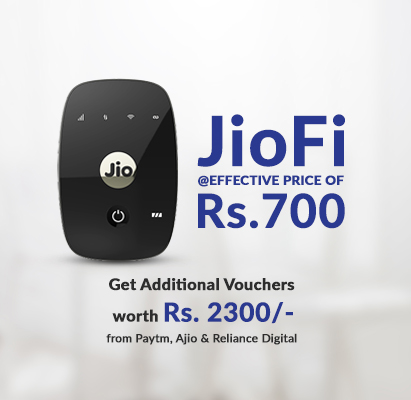 Jio
JioFi
@EFFECTIVE PRICE OF
Rs.700
Get Additional Vouchers
worth Rs. 2300/-
from Paytm, Ajio & Reliance Digital